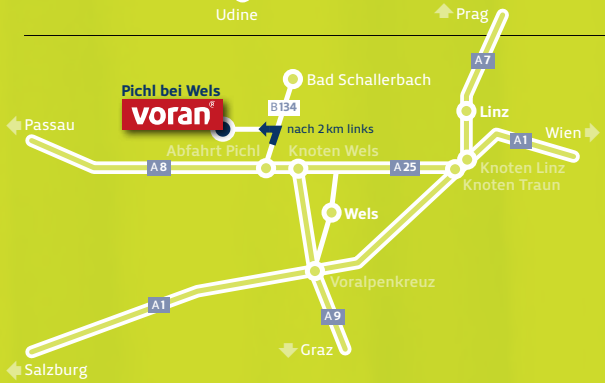 Udine
Prag
A7
Bad Schallerbach
Pichl bei Wels
voran®
B134
Linz
Passau
nach 2 km links
A1
Wien
Abfahrt Pichl
Knoten Wels
A8
A25
Knoten Linz
Knoten Traun
Wels
Voralpenkreuz
A1
A9
Graz
Salzburg